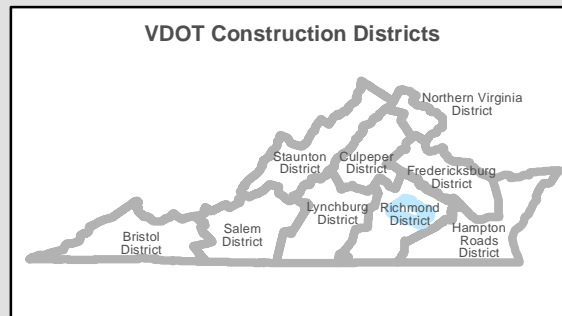 VDOT Construction Districts
Northern Virginia
District
Staunton
District
Culpeper
District
Fredericksburg
District
Lynchburg
District
Richmond
District
Salem
District
Bristol
District
Hampton
Roads
District